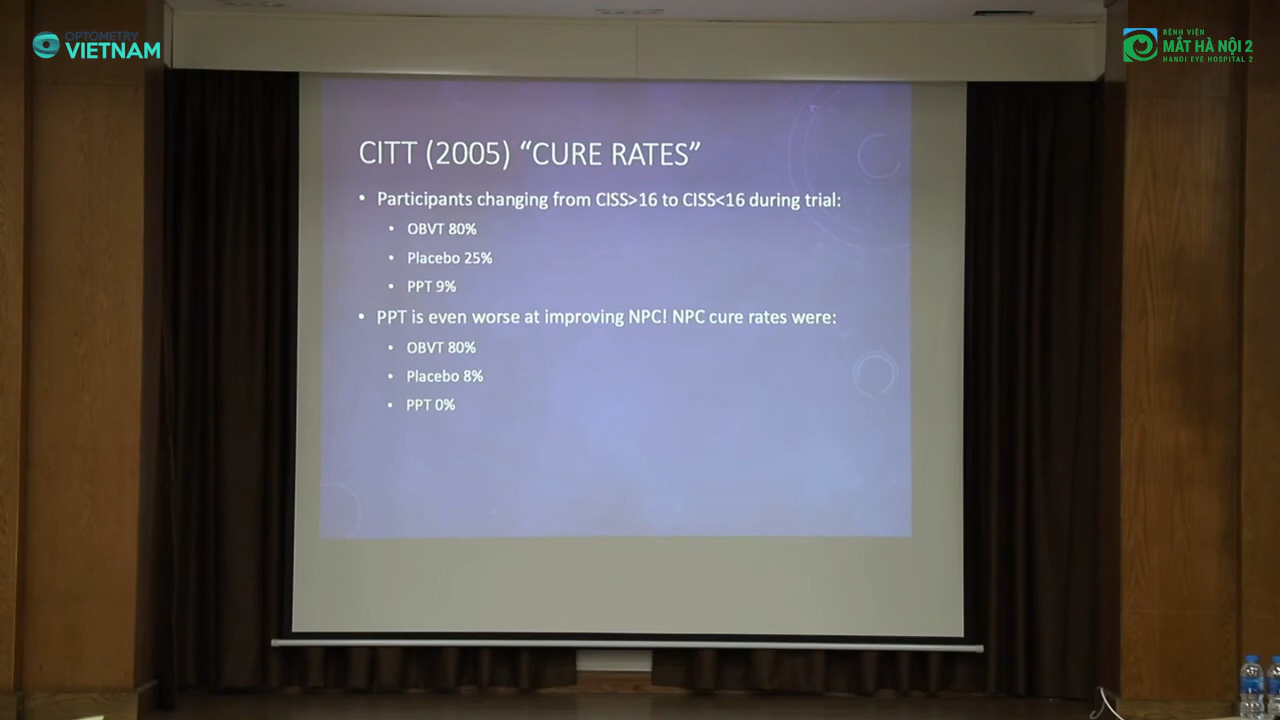 OPTOMETRY
VIETNAM
BỆNH VIỆN
MẮT HÀ NỘI 2
HANOI EYE HOSPITAL 2
CITT (2005) “CURE RATES”
• Participants changing from CISS>16 to CISS<16 during trial:
• OBVT 80%
• Placebo 25%
• PPT 9%
• PPT is even worse at improving NPC! NPC cure rates were:
• OBVT 80%
• Placebo 8%
• PPT 0%